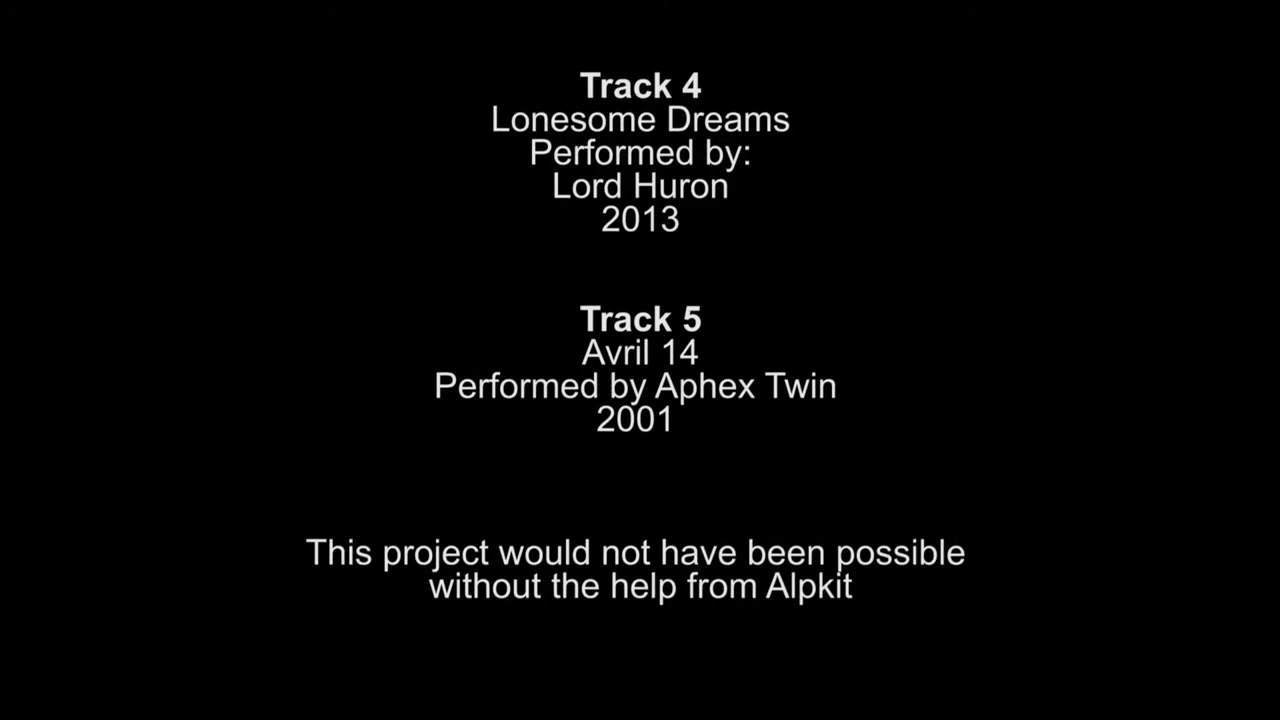 Track 4
Lonesome Dreams
Performed by:
Lord Huron
2013
Track 5
Avril 14
Performed by Aphex Twin
2001
This project would not have been possible
without the help from Alpkit